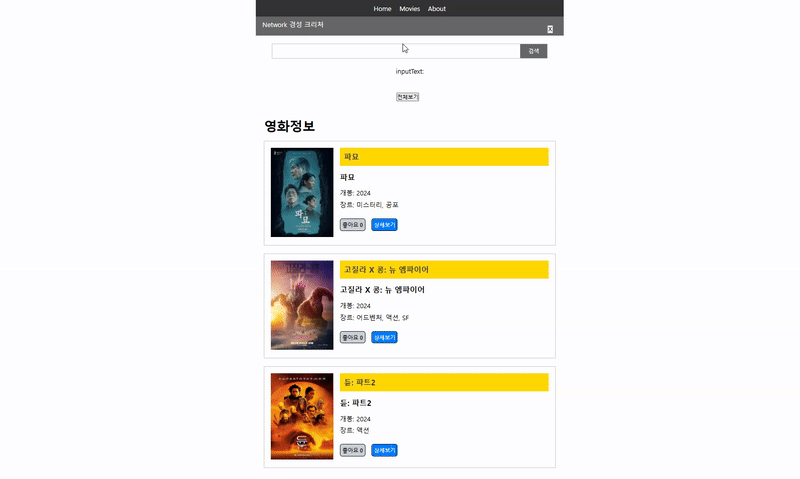 Home Movies About
Network 경성 크리쳐
X
검색
inputText:
전체보기
영화정보
파묘
파묘
파묘
개봉: 2024
장르: 미스터리, 공포
좋아요 0 상세보기
고질라 X 콩: 뉴 엠파이어
고질라 X 콩: 뉴 엠파이어
개봉: 2024
장르: 어드벤처, 액션, SF
좋아요 0 상세보기
듄: 파트2
듄: 파트2
개봉: 2024
장르: 액션
좋아요 0 상세보기